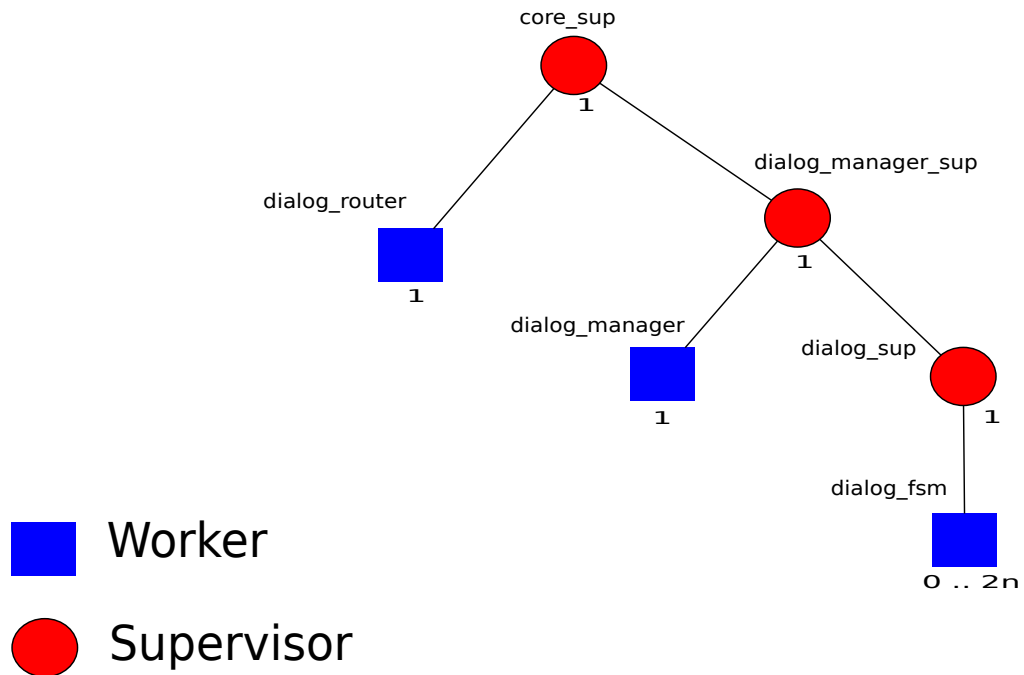 core_sup
1
dialog_manager_sup
dialog_router
1
1
dialog_manager
dialog_sup
1
1
dialog_fsm
0 .. 2n
Worker
Supervisor